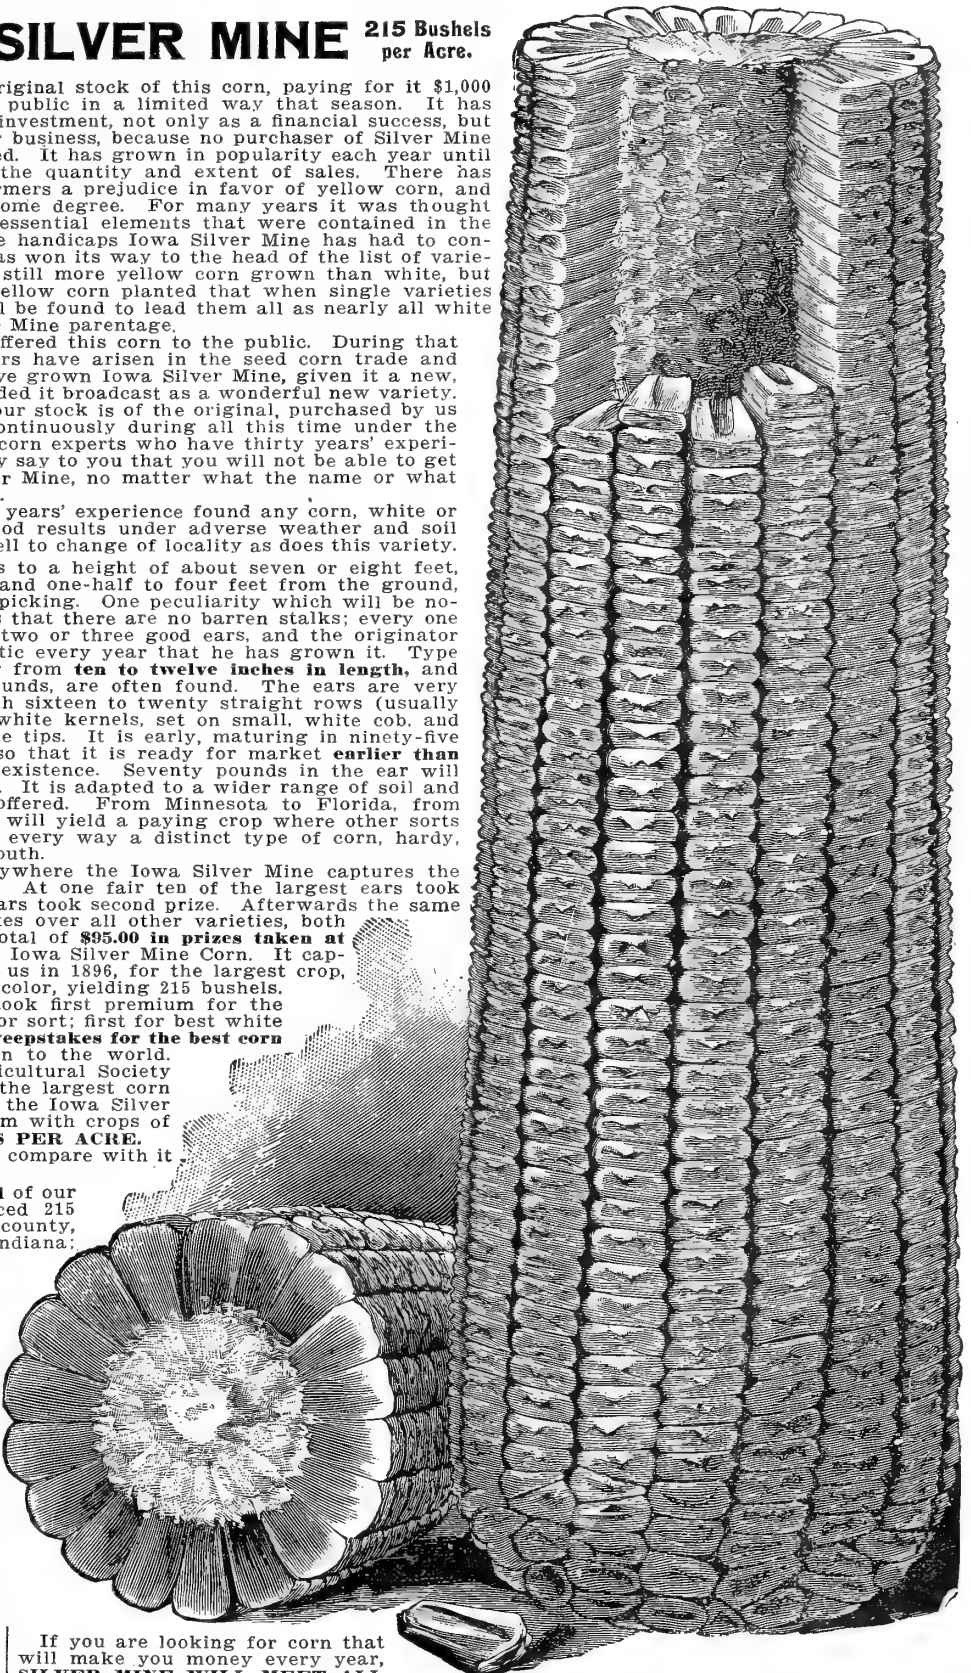 SILVER MINE 215 Bushels
per Acre.
riginal stock of this corn, paying for it $1,000
public in a limited way that season. It has
investment, not only as a financial success, but
business, because no purchaser of Silver Mine
ed. It has grown in popularity each year until
the quantity and extent of sales. There has
rmers a prejudice in favor of yellow corn, and
ome degree. For many years it was thought
essential elements that were contained in the
e handicaps Iowa Silver Mine has had to con-
as won its way to the head of the list of varie-
still more yellow corn grown than white, but
ellow corn planted that when single varieties
l be found to lead them all as nearly all white
Mine parentage.
ffered this corn to the public. During that
rs have arisen in the seed corn trade and
ve grown Iowa Silver Mine, given it a new,
ded it broadcast as a wonderful new variety.
our stock is of the original, purchased by us
ontinuously during all this time under the
corn experts who have thirty years' experi-
y say to you that you will not be able to get
r Mine, no matter what the name or what
years' experience found any corn, white or
od results under adverse weather and soil
ell to change of locality as does this variety.
s to a height of about seven or eight feet,
and one-half to four feet from the ground,
picking. One peculiarity which will be no-
s that there are no barren stalks; every one
two or three good ears, and the originator
tic every year that he has grown it. Type
r from ten to twelve inches in length, and
unds, are often found. The ears are very
h sixteen to twenty straight rows (usually
white kernels, set on small, white cob, and
e tips. It is early, maturing in ninety-five
so that it is ready for market earlier than
existence. Seventy pounds in the ear will
. It is adapted to a wider range of soil and
offered. From Minnesota to Florida, from
will yield a paying crop where other sorts
every way a distinct type of corn, hardy,
outh.
ywhere the Iowa Silver Mine captures the
At one fair ten of the largest ears took
ars took second prize. Afterwards the same
kes over all other varieties, both
otal of $95.00 in prizes taken at
Iowa Silver Mine Corn. It cap-
us in 1896, for the largest crop,
color, yielding 215 bushels.
ook first premium for the
or sort; first for best white
eepstakes for the best corn
n to the world.
icultural Society
the largest corn
the Iowa Silver
m with crops of
S PER ACRE.
compare with it
l of our
ced 215
county,
ndiana;
If you are looking for corn that
will make you money every year,
SILVER MINE WILL MEET ALL